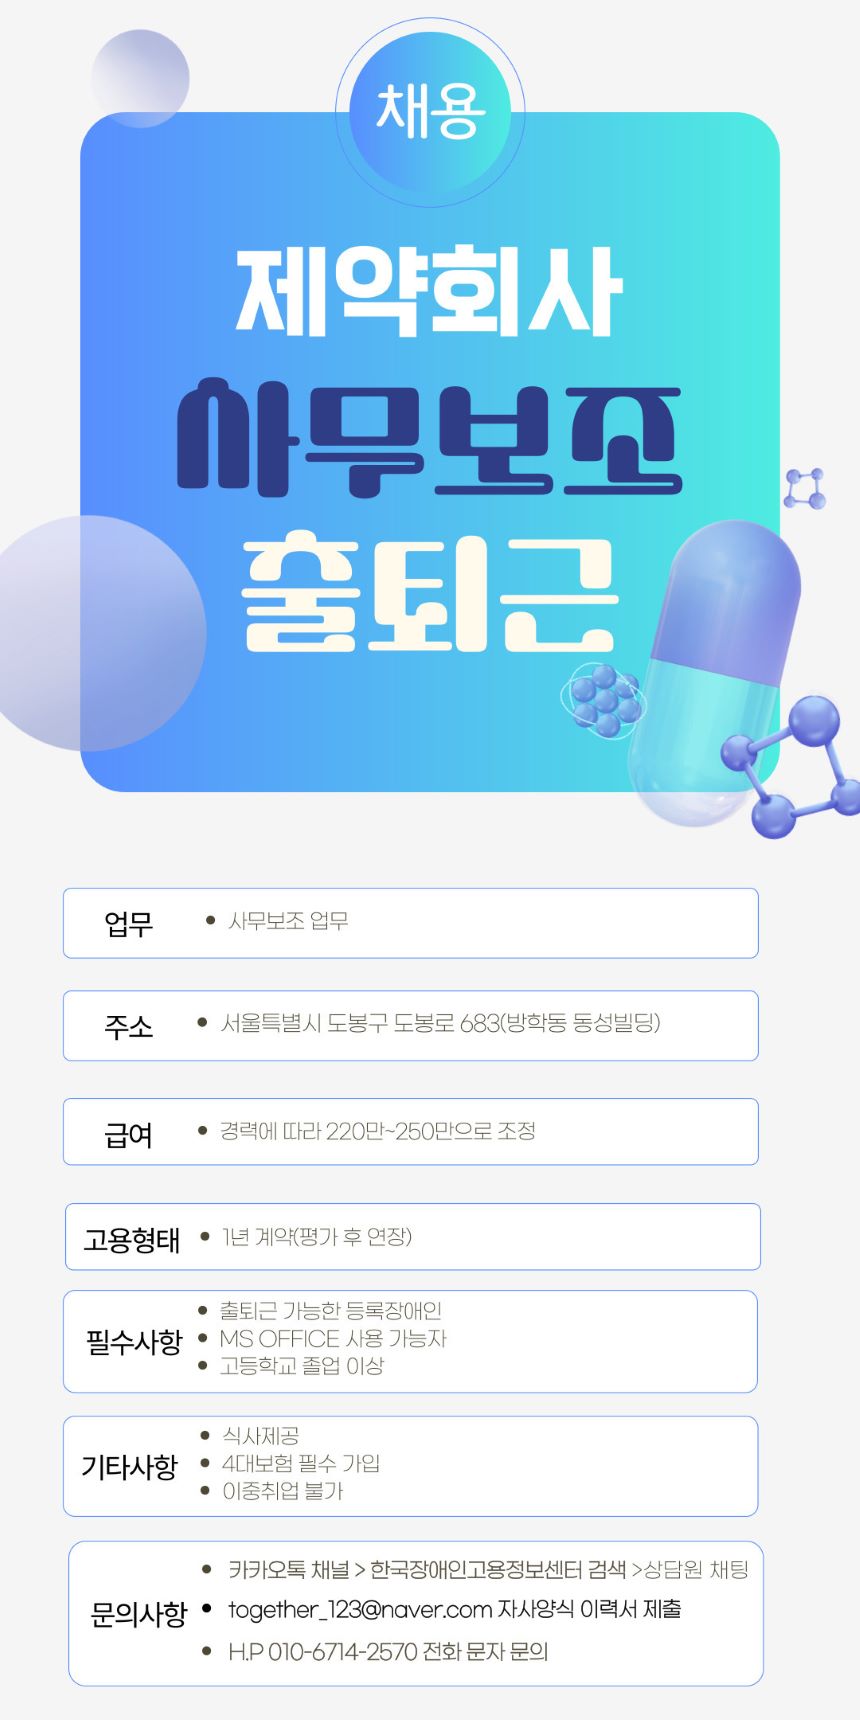 채용
제약회사
사무보조
출퇴근
업무
• 사무보조 업무
주소
• 서울특별시 도봉구 도봉로 683(방학동 동성빌딩)
급여
• 경력에 따라 220만~250만으로 조정
고용형태
• 1년 계약(평가 후 연장)
필수사항
• 출퇴근 가능한 등록장애인
• MS OFFICE 사용 가능자
• 고등학교 졸업 이상
기타사항
• 식사제공
• 4대보험 필수 가입
• 이중취업 불가
문의사항
• 카카오톡 채널 > 한국장애인고용정보센터 검색 >상담원 채팅
• together_123@naver.com 자사양식 이력서 제출
• H.P 010-6714-2570 전화 문자 문의